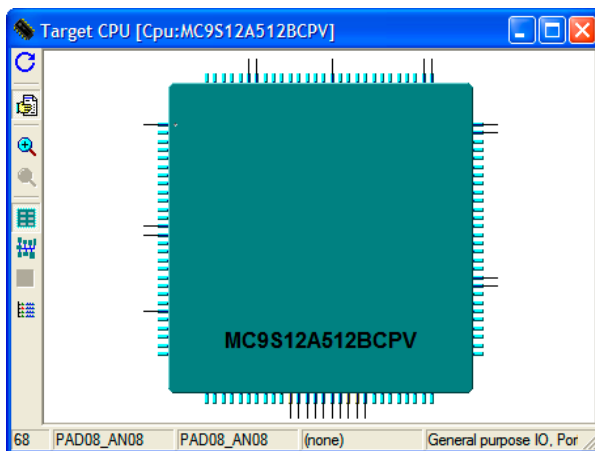 Target CPU [Cpu:MC9S12A512BCPV]
MC9S12A512BCPV
68 PAD08_AN08 PAD08_AN08 (none) General purpose IO, Por